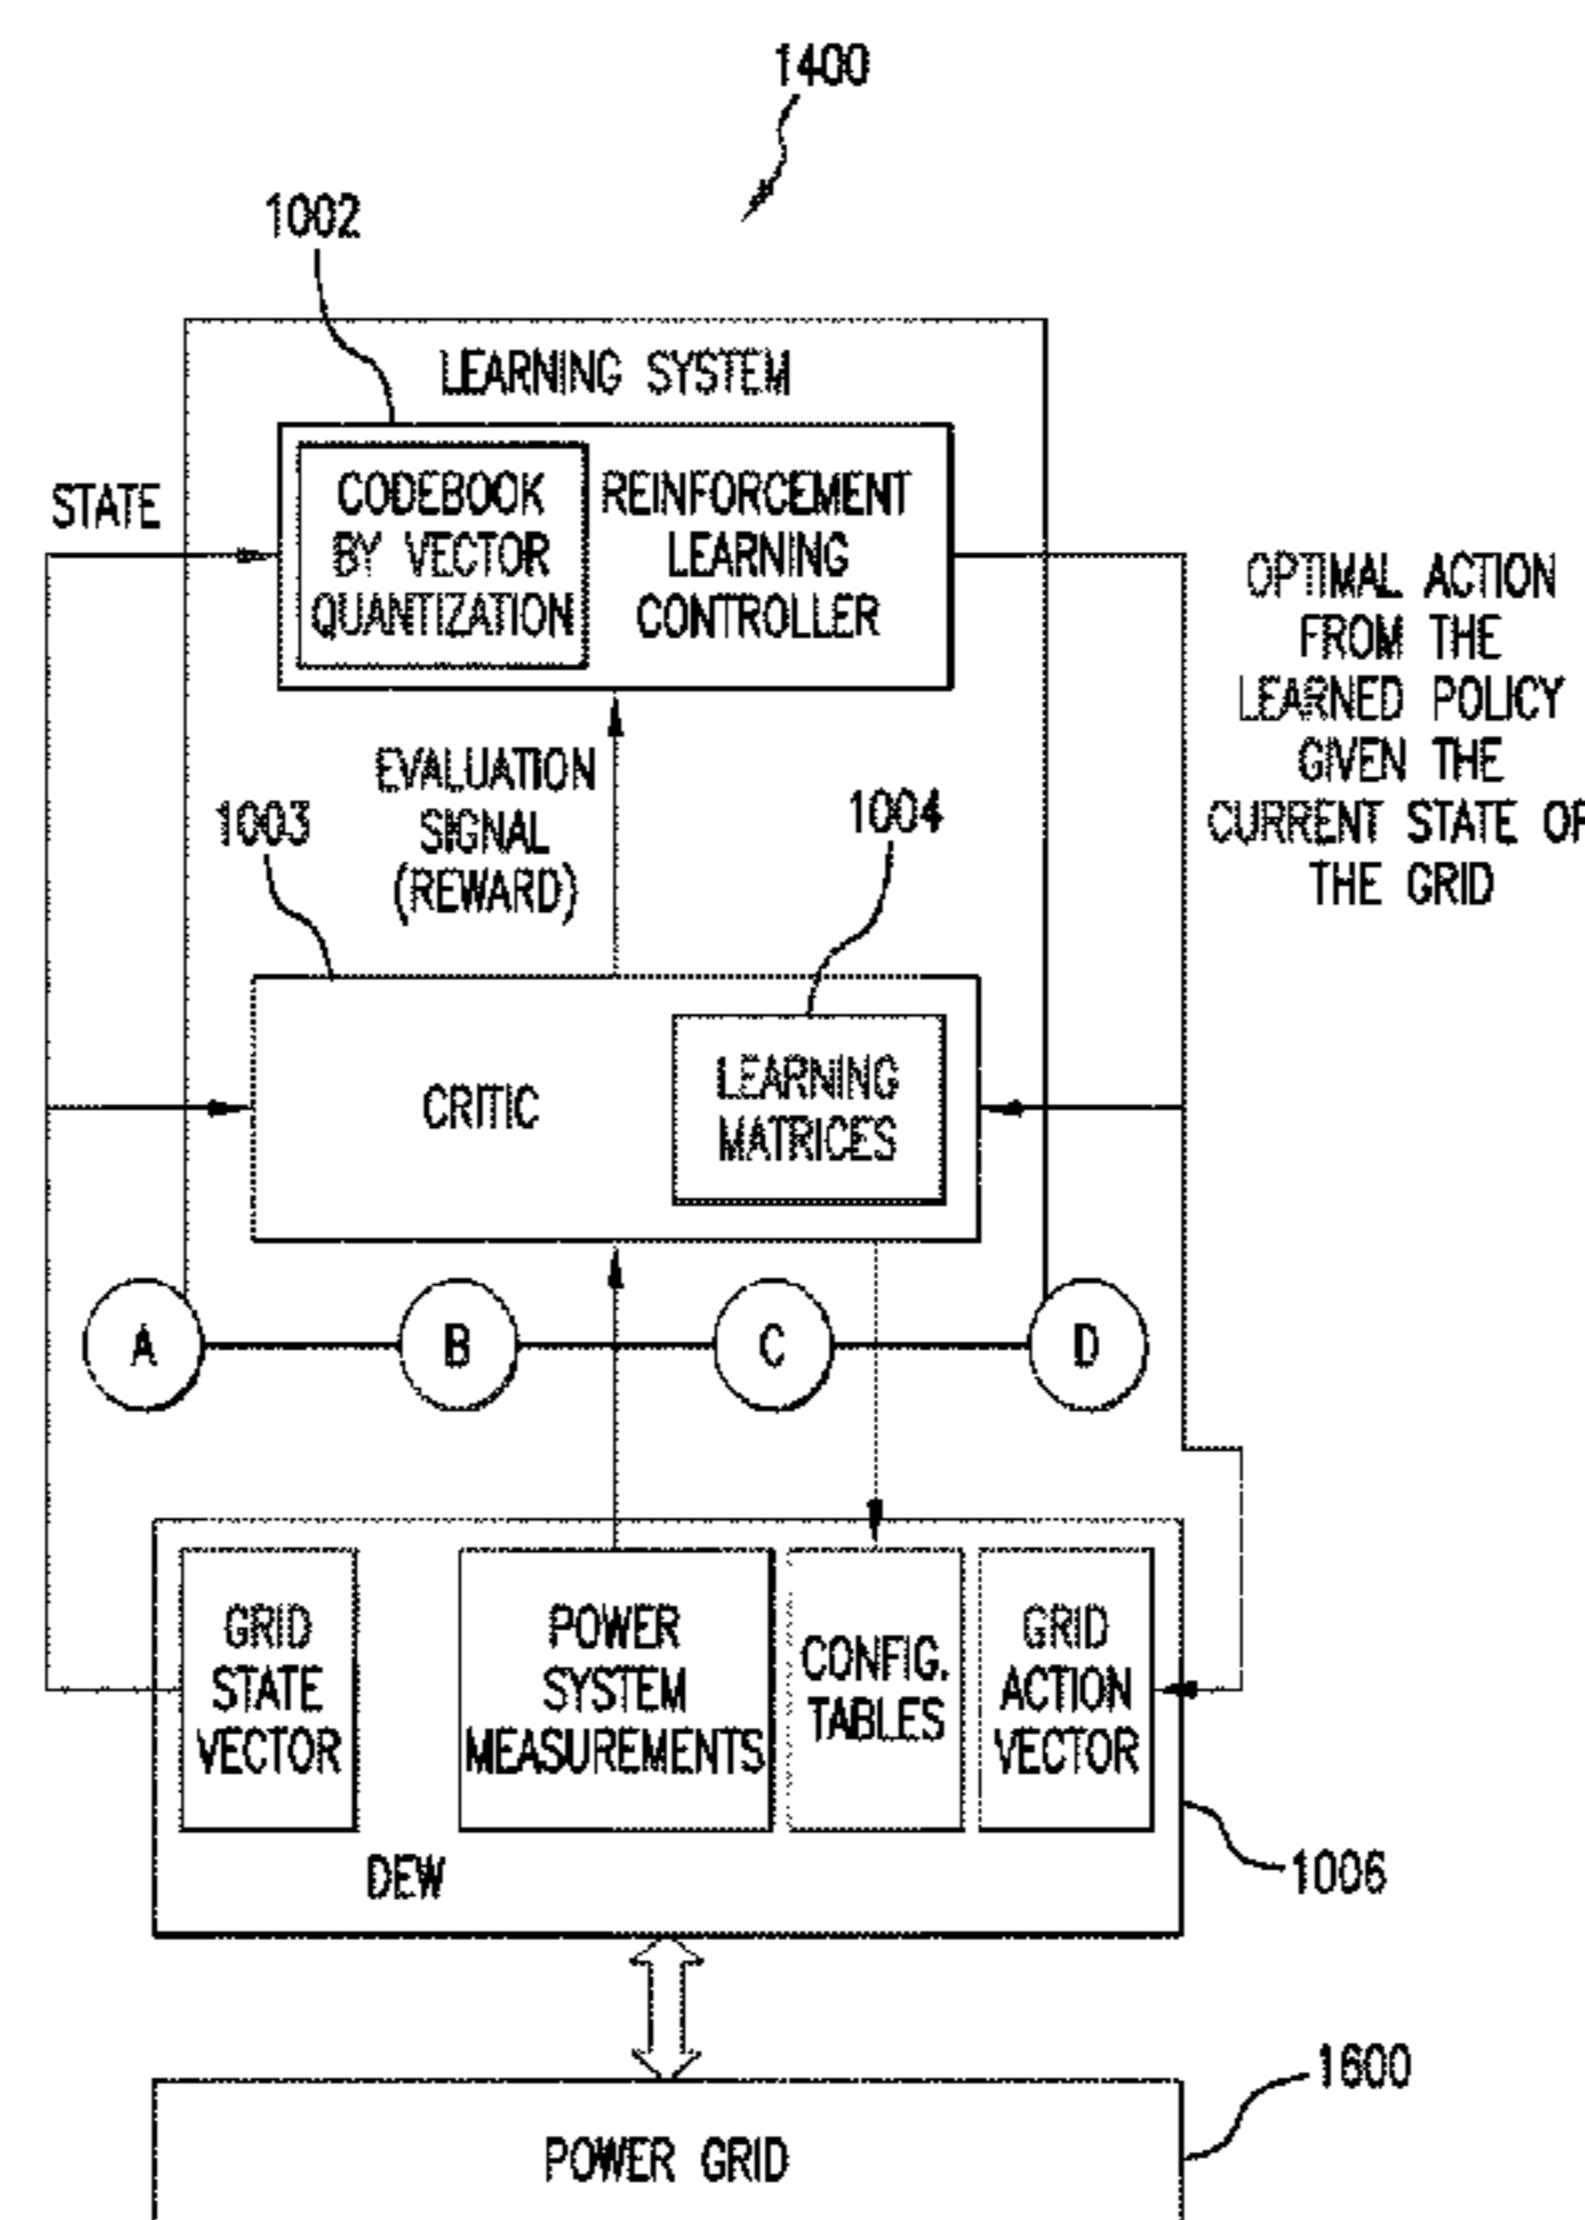 1400
1002
LEARNING SYSTEM
STATE
CODEBOOK
BY VECTOR
QUANTIZATION
REINFORCEMENT
LEARNING
CONTROLLER
OPTIMAL ACTION
FROM THE
LEARNED POLICY
GIVEN THE
CURRENT STATE OF
THE GRID
EVALUATION
SIGNAL
(REWARD)
1003
1004
CRITIC
LEARNING
MATRICES
A
B
C
D
GRID
STATE
VECTOR
POWER
SYSTEM
MEASUREMENTS
CONFIG.
TABLES
GRID
ACTION
VECTOR
DEW
1006
1600
POWER GRID